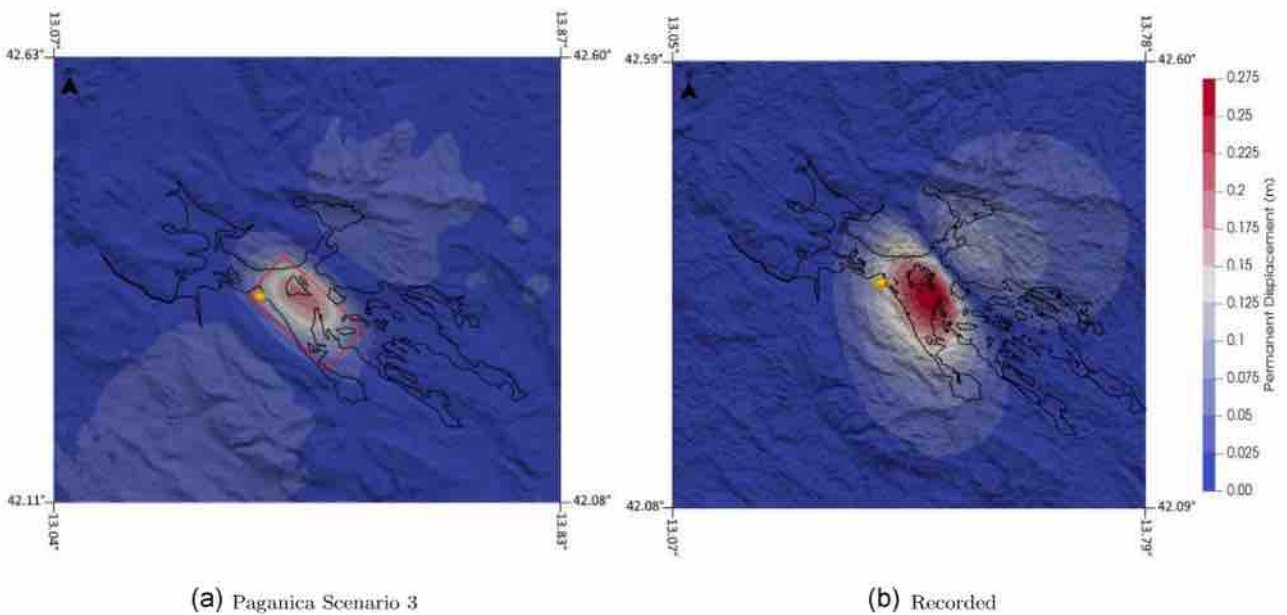 13.07° 13.87° 13.05° 13.78°
42.63° 42.60° 42.59° 42.60°
0.275
0.25
0.225
0.2
0.175
0.15
0.125
0.1
0.075
0.05
0.025
0.00
Permanent Displacement (m)
42.11° 42.08° 42.08° 42.09°
13.04° 13.83° 13.07° 13.79°
(a) Paganica Scenario 3 (b) Recorded